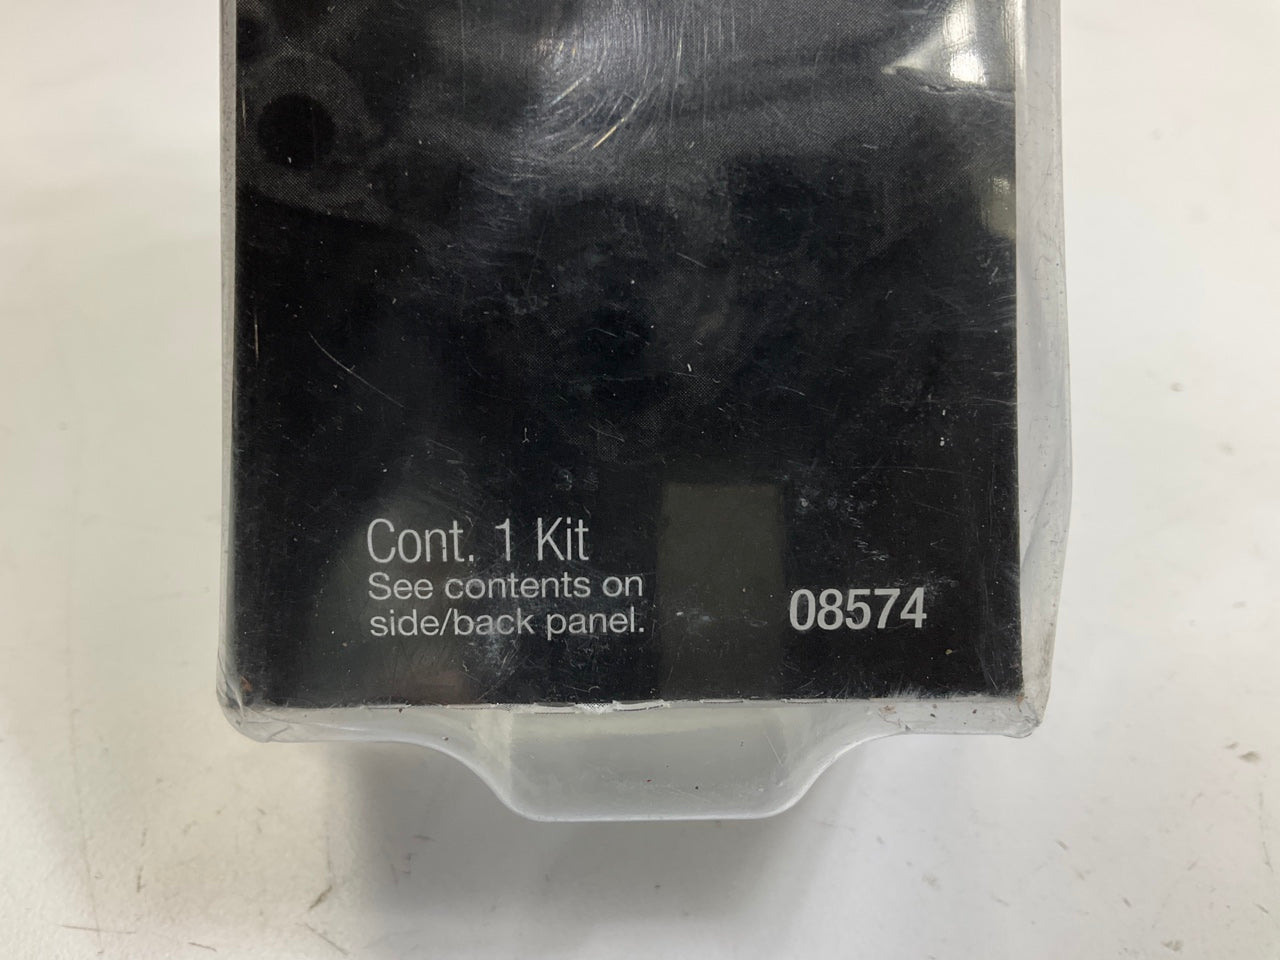 Cont. 1 Kit
See contents on
side/back panel.
08574